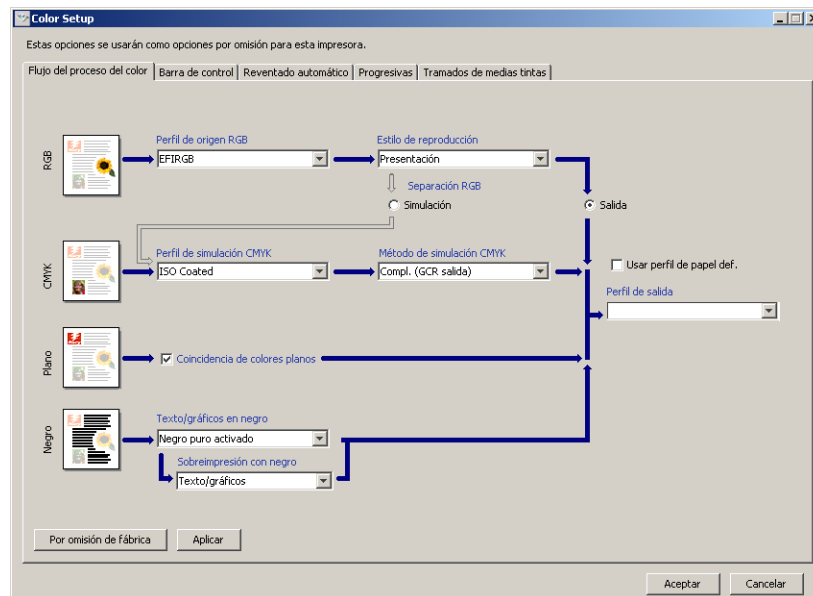 Color Setup
Estas opciones se usarán como opciones por omisión para esta impresora.
Flujo del proceso del color
Barra de control
Reventado automático
Progresivas
Tramados de medias tintas
RGB
Perfil de origen RGB
EFIRGB
Estilo de reproducción
Presentación
Separación RGB
Simulación
Salida
CMYK
Perfil de simulación CMYK
ISO Coated
Método de simulación CMYK
Compl. (GCR salida)
Usar perfil de papel def.
Perfil de salida
Plano
Coincidencia de colores planos
Negro
Texto/gráficos en negro
Negro puro activado
Sobreimpresión con negro
Texto/gráficos
Por omisión de fábrica
Aplicar
Aceptar
Cancelar